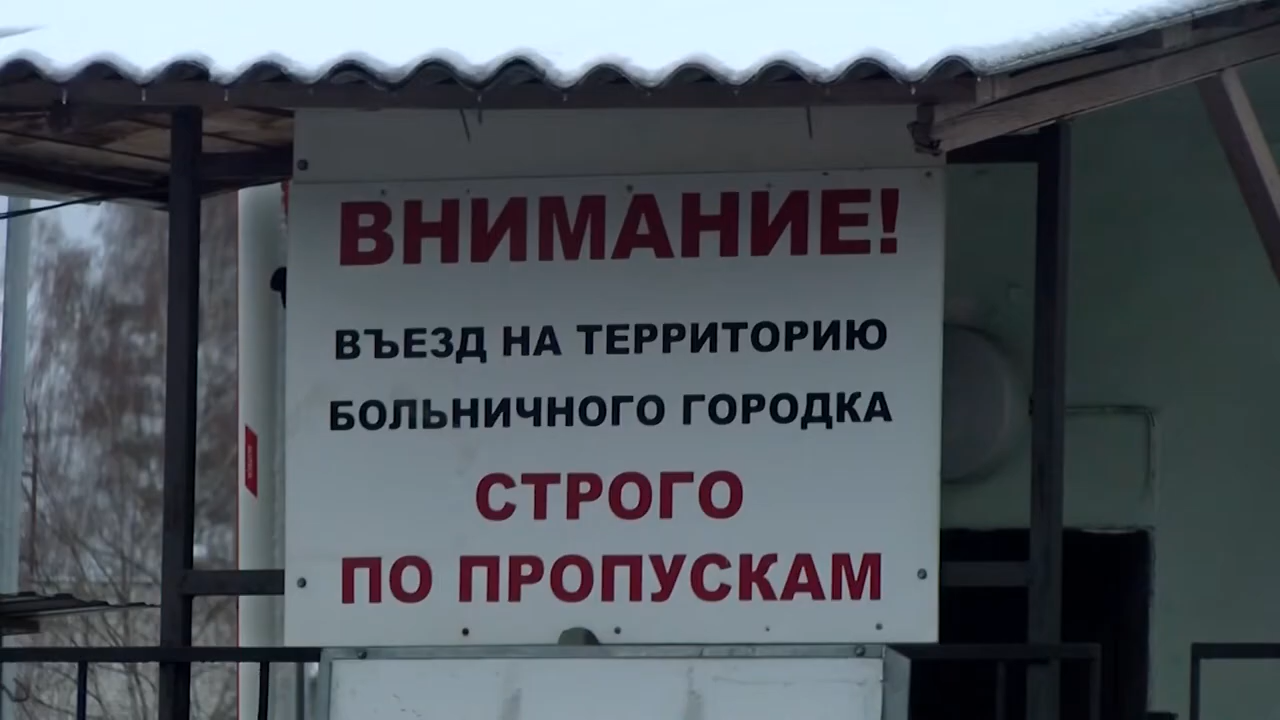 ВНИМАНИЕ!
ВЪЕЗД НА ТЕРРИТОРИЮ
БОЛЬНИЧНОГО ГОРОДКА
СТРОГО
ПО ПРОПУСКАМ